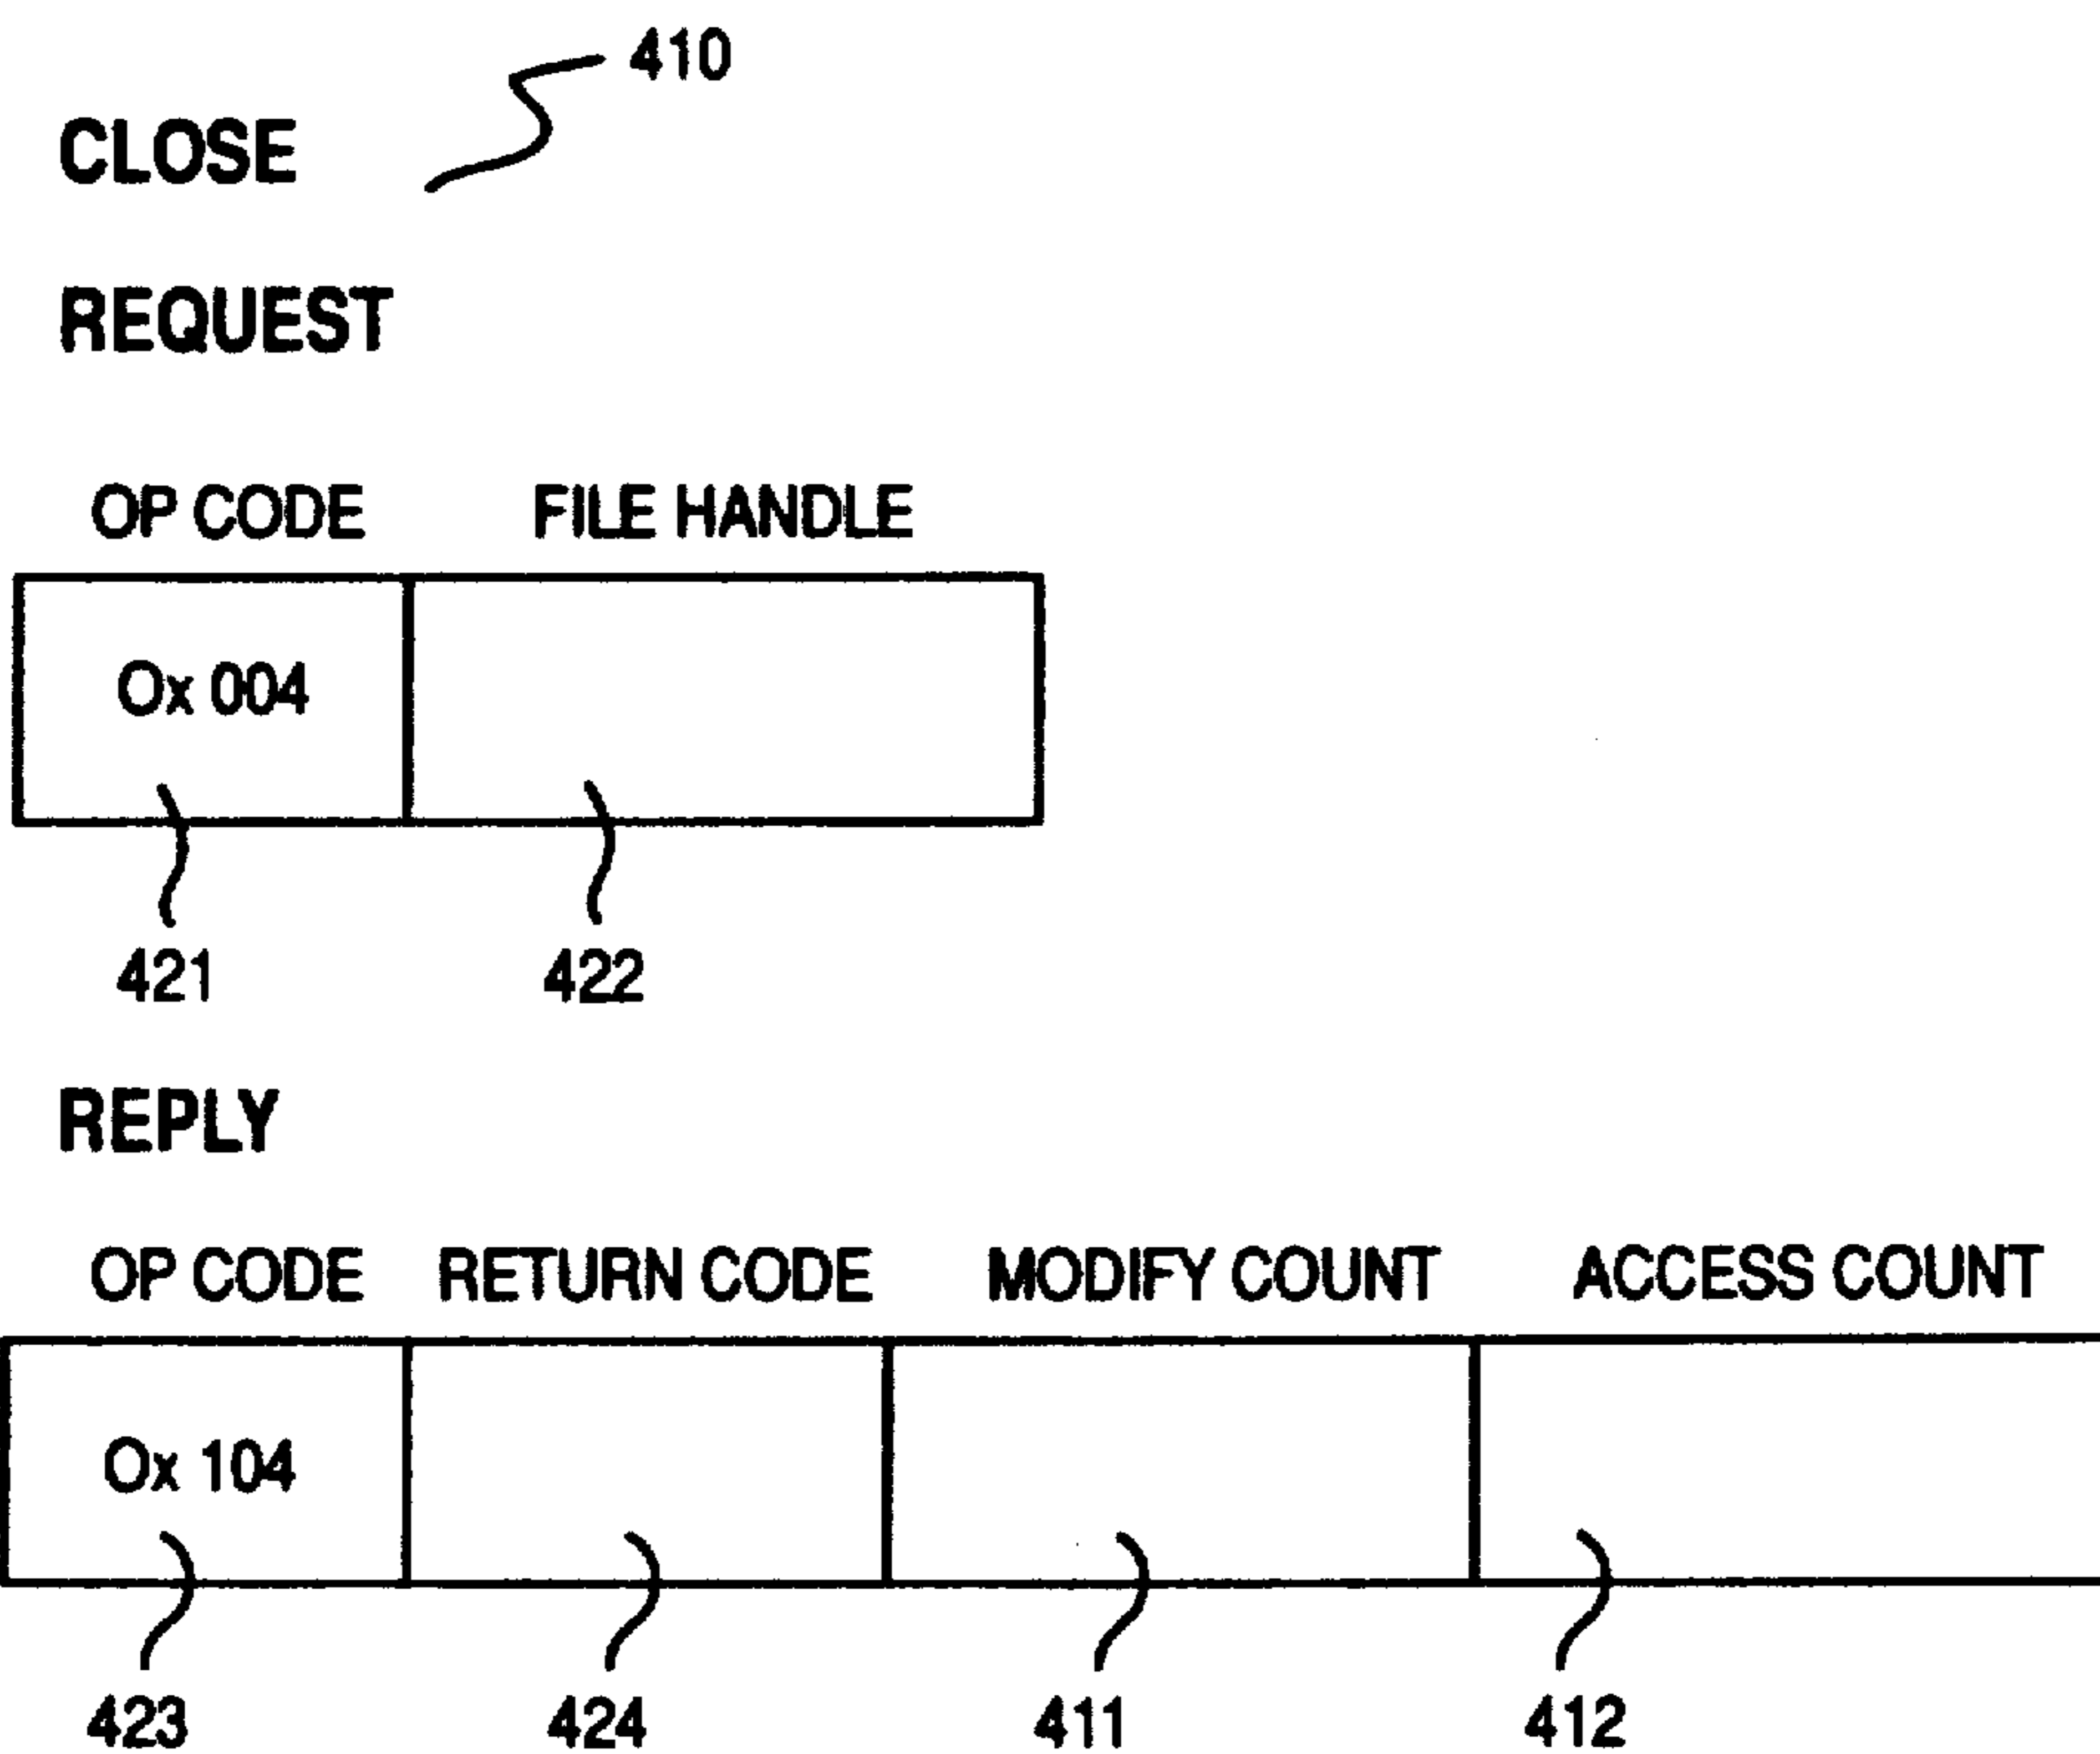 410
CLOSE
REQUEST
OP CODE FILE HANDLE
Ox 004
421 422
REPLY
OP CODE RETURN CODE MODIFY COUNT ACCESS COUNT
Ox 104
423 424 411 412